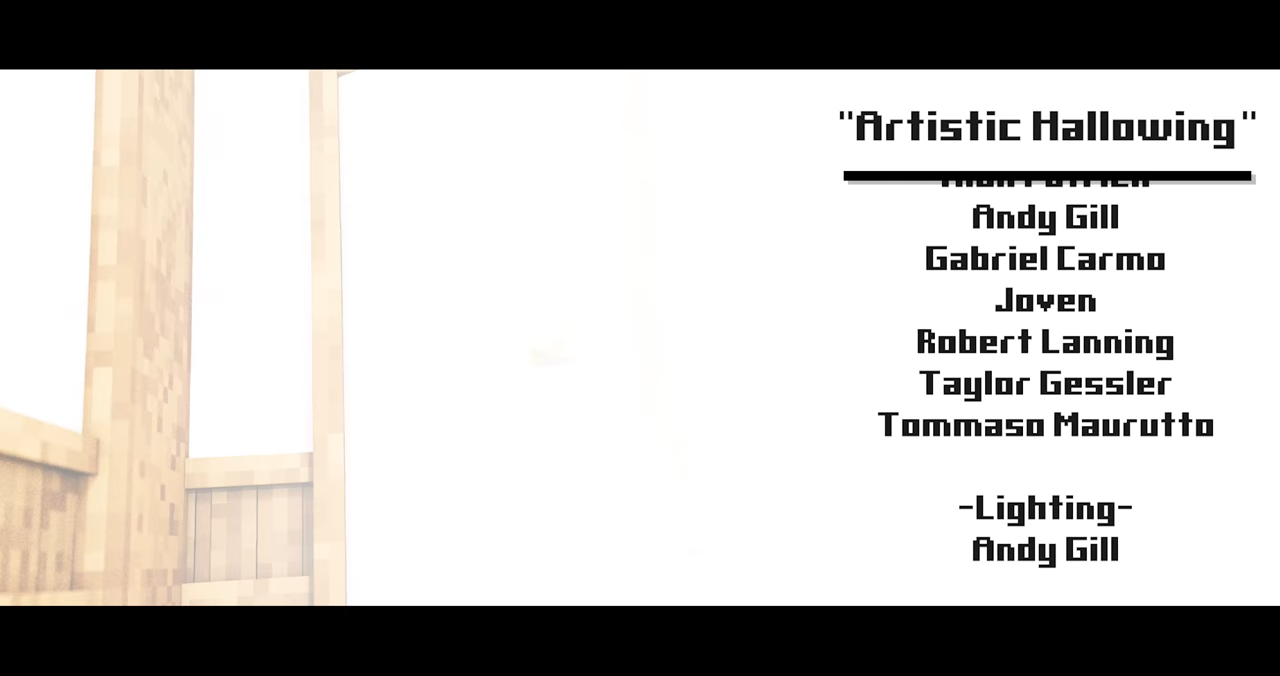 "Artistic Hallowing"
Andy Gill
Gabriel Carmo
Joven
Robert Lanning
Taylor Gessler
Tommaso Maurutto
-Lighting-
Andy Gill